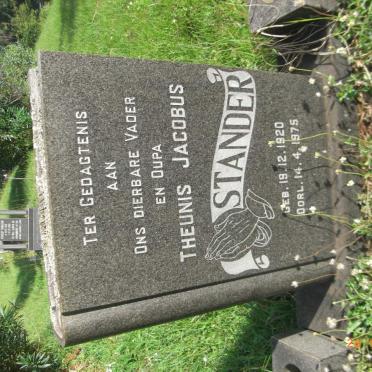 TER GEDAGTENIS
AAN
ONS DIERBARE VADER
EN OUPA
THEUNIS JACOBUS
STANDER
GEB. 19.12.1920
OORL. 14.4.1975